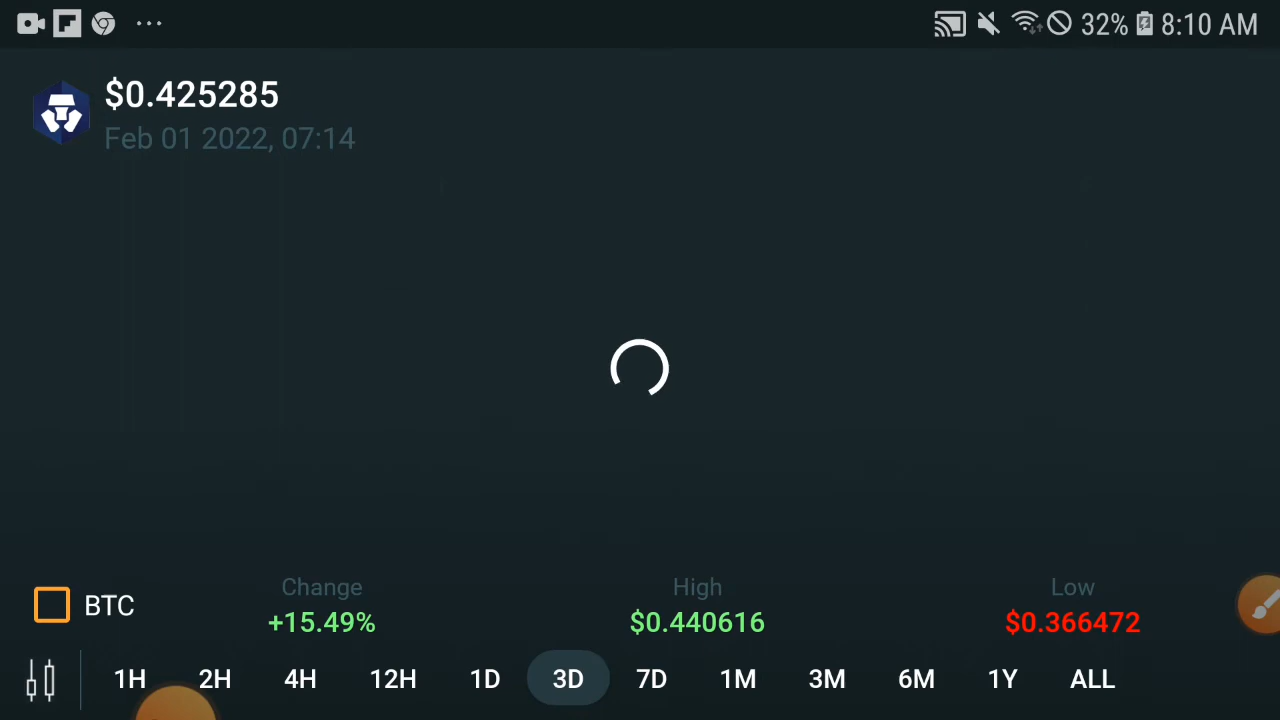 32% 8:10 AM
$0.425285
Feb 01 2022, 07:14
BTC
Change
+15.49%
High
$0.440616
Low
$0.366472
1H 2H 4H 12H 1D 3D 7D 1M 3M 6M 1Y ALL